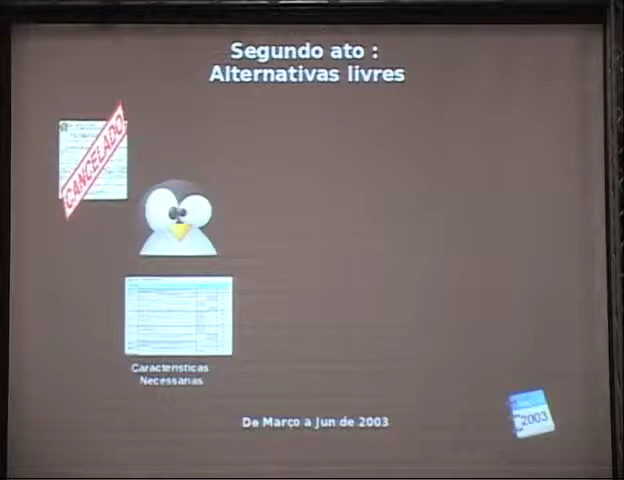 Segundo ato :
Alternativas livres
CANCELADO
Caracteristicas
Necessarias
De Março a Jun de 2003
2003